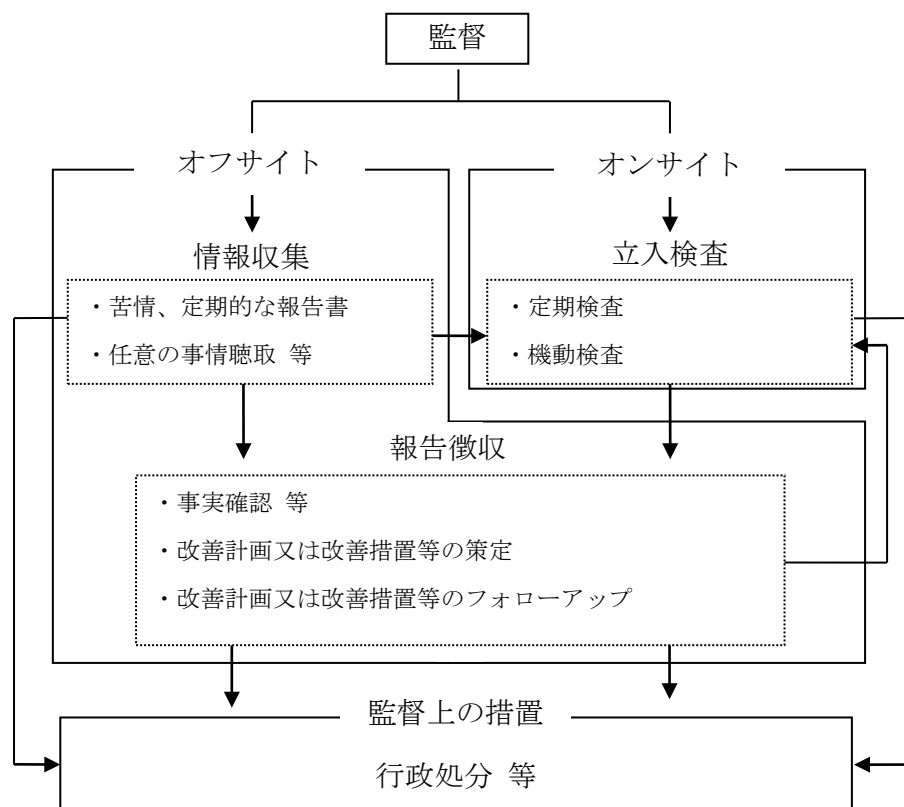 監督
オフサイト
オンサイト
情報収集
・苦情、定期的な報告書
・任意の事情聴取 等
立入検査
・定期検査
・機動検査
報告徴収
・事実確認 等
・改善計画又は改善措置等の策定
・改善計画又は改善措置等のフォローアップ
監督上の措置
行政処分 等